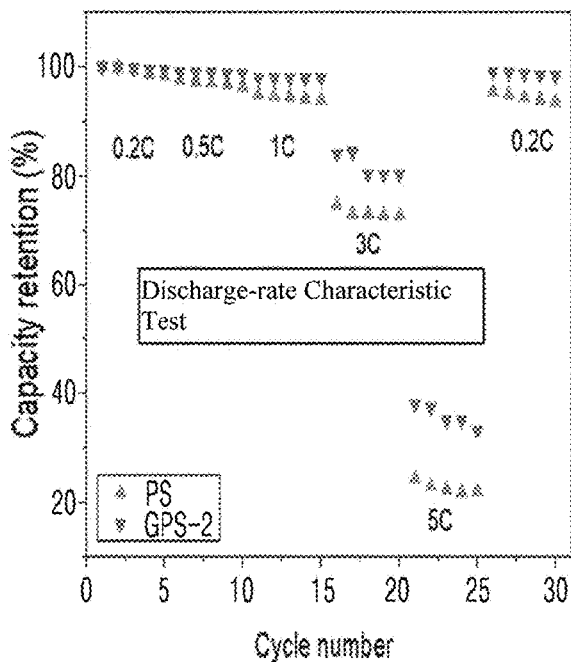 Capacity retention (%)
100
80
60
40
20
0.2C 0.5C 1C 0.2C
3C
Discharge-rate Characteristic
Test
5C
PS
GPS-2
0 5 10 15 20 25 30
Cycle number